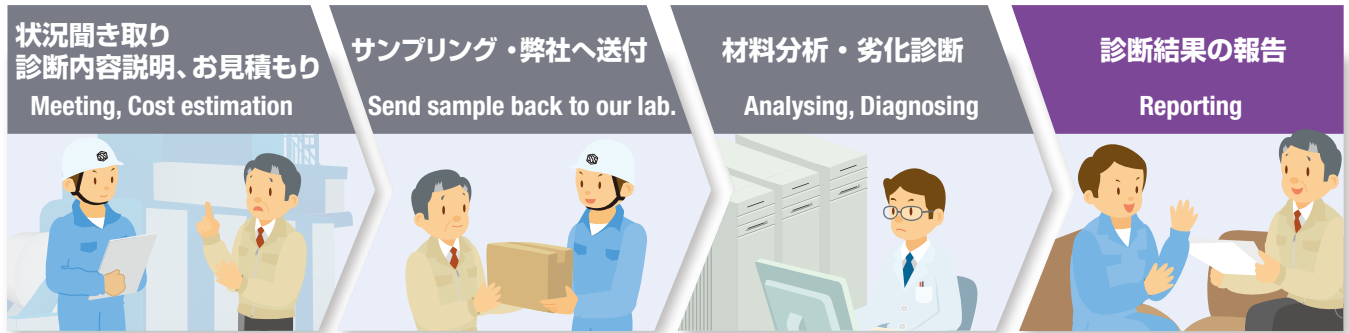 状況聞き取り
診断内容説明、お見積もり
Meeting, Cost estimation
サンプリング・弊社へ送付
Send sample back to our lab.
材料分析・劣化診断
Analysing, Diagnosing
診断結果の報告
Reporting